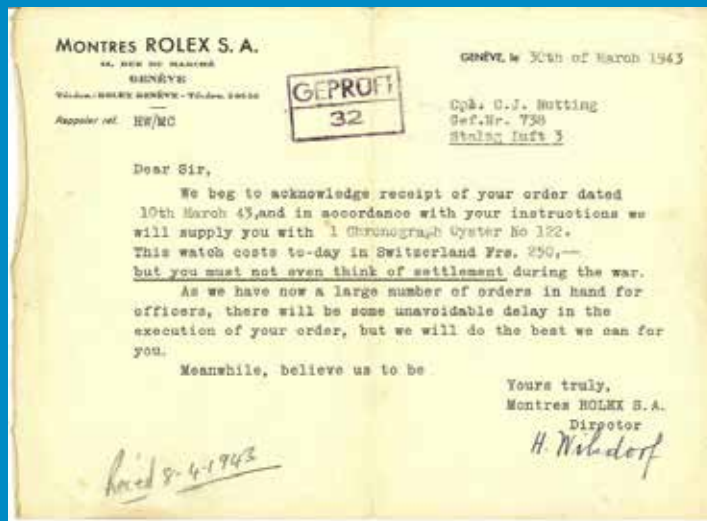 MONTRES ROLEX S. A.
RUE DU MARCHÉ
GENÈVE
Rappeler ref. HW/MC
GENÈVE, le 30th of March 1943
GEPRÜFT
32
Cpl. C.J. Nutting
Gef.Nr. 738
Stalag Luft 3
Dear Sir,
We beg to acknowledge receipt of your order dated
10th March 43,and in accordance with your instructions we
will supply you with 1 Chronograph Oyster No 122.
This watch costs to-day in Switzerland Frs. 250,—
but you must not even think of settlement during the war.
As we have now a large number of orders in hand for
officers, there will be some unavoidable delay in the
execution of your order, but we will do the best we can for
you.
Meanwhile, believe us to be
Yours truly,
Montres ROLEX S.A.
Director
H. Wilsdorf
Rec'ed 8-4-1943